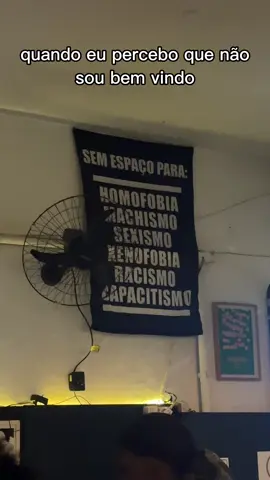 quando eu percebo que não
sou bem vindo
SEM ESPAÇO PARA:
HOMOFOBIA
MACHISMO
SEXISMO
XENOFOBIA
RACISMO
CAPACITISMO